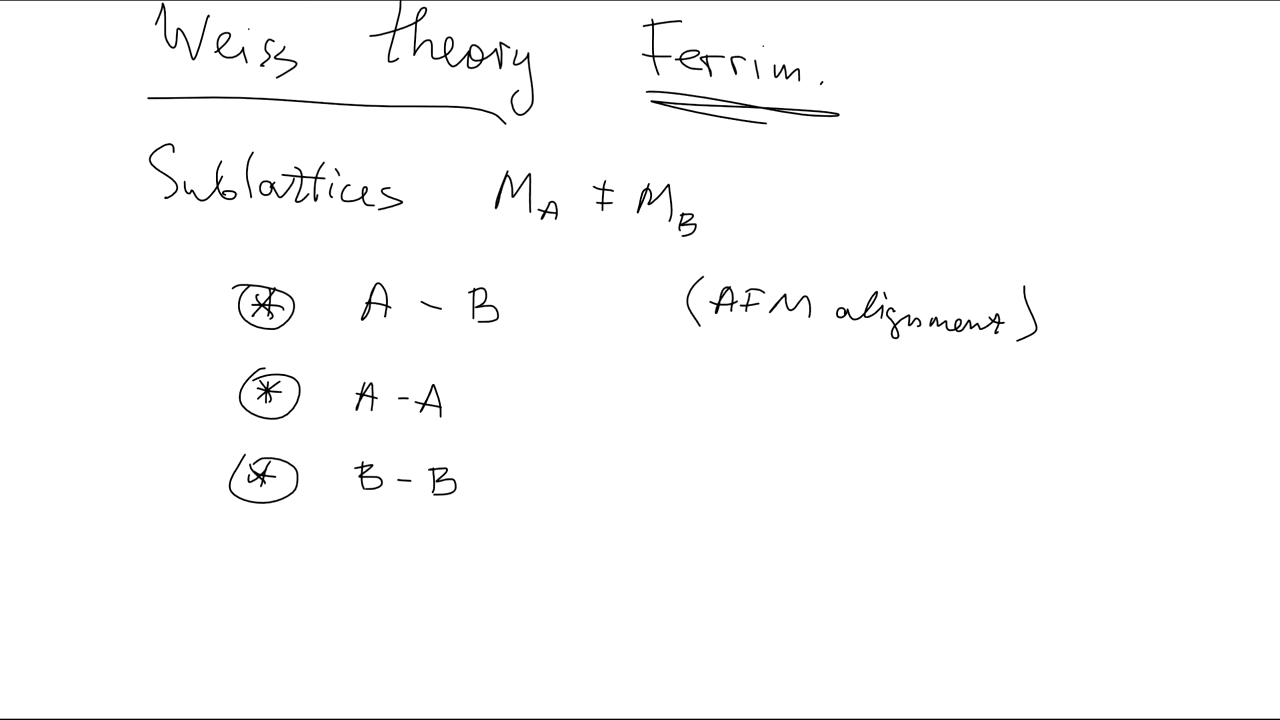 Weiss theory Ferrim.
Sublattices M_A ≠ M_B
⊛ A - B (AFM alignment)
⊛ A - A
⊛ B - B